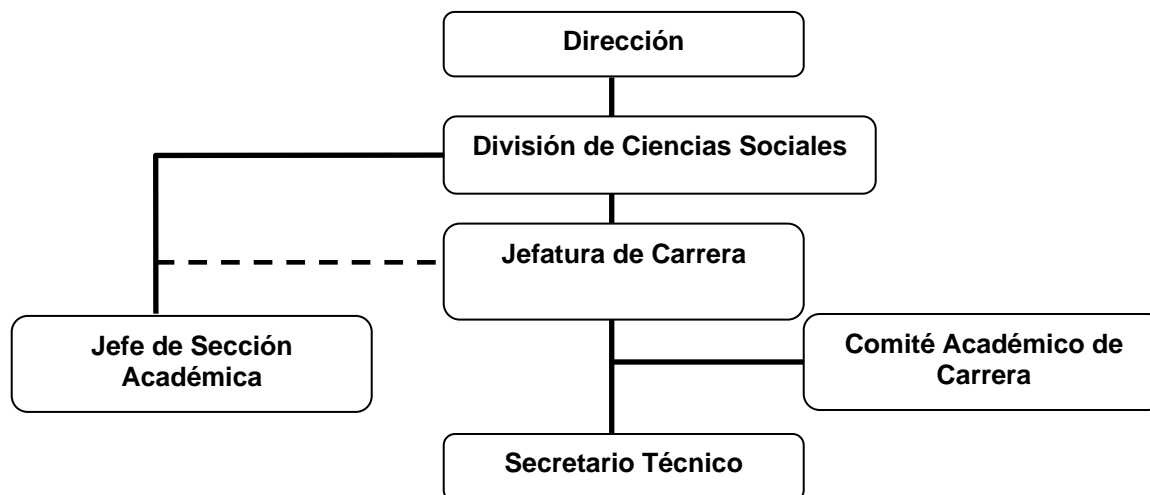 Dirección
División de Ciencias Sociales
Jefatura de Carrera
Jefe de Sección
Académica
Comité Académico de
Carrera
Secretario Técnico